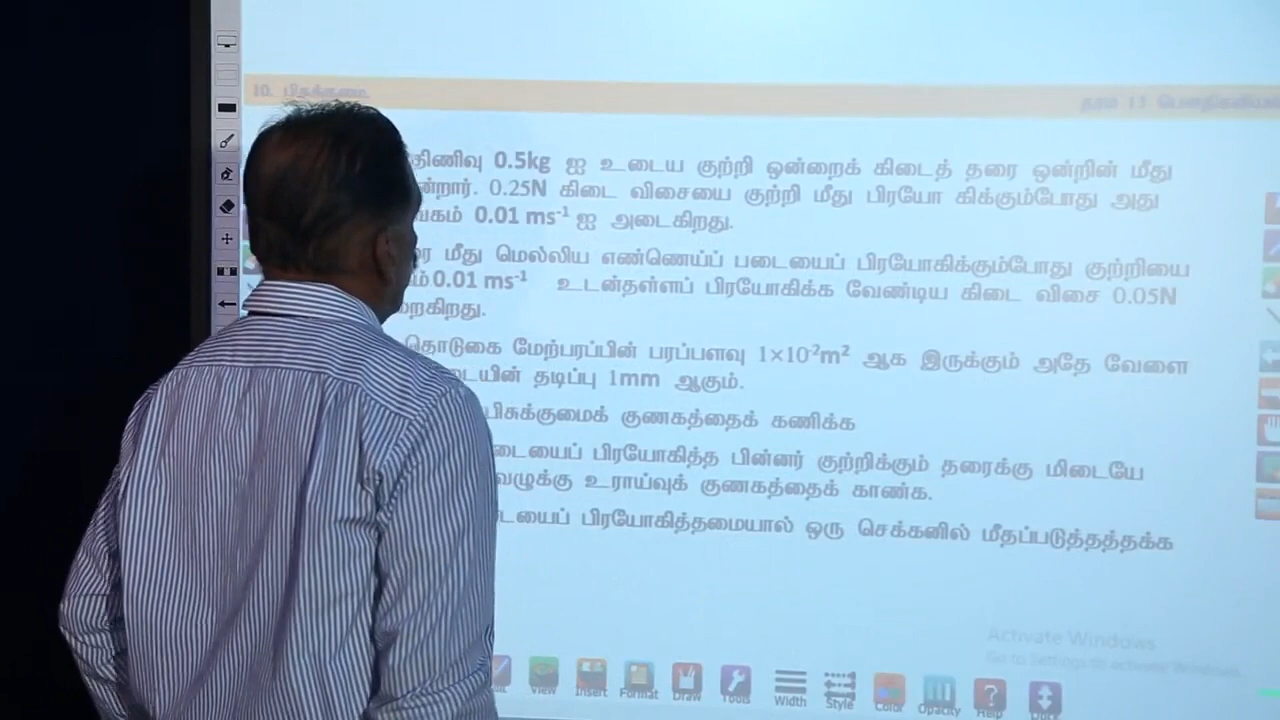 10. பிசுக்குமை
தரம் 13 பௌதிகவியல்
திணிவு 0.5kg ஐ உடைய குற்றி ஒன்றைக் கிடைத் தரை ஒன்றின் மீது
0.25N கிடை விசையை குற்றி மீது பிரயோ கிக்கும்போது அது
0.01 ms⁻¹ ஐ அடைகிறது.
மீது மெல்லிய எண்ணெய்ப் படையைப் பிரயோகிக்கும்போது குற்றியை
0.01 ms⁻¹ உடன்தள்ளப் பிரயோகிக்க வேண்டிய கிடை விசை 0.05N
தொடுகை மேற்பரப்பின் பரப்பளவு 1×10⁻²m² ஆக இருக்கும் அதே வேளை
தடிப்பு 1mm ஆகும்.
பிசுக்குமைக் குணகத்தைக் கணிக்க
பிரயோகித்த பின்னர் குற்றிக்கும் தரைக்கு மிடையே
வழுக்கு உராய்வுக் குணகத்தைக் காண்க.
பிரயோகித்தமையால் ஒரு செக்கனில் மீதப்படுத்தத்தக்க
Activate Windows
Go to Settings to activate Windows.
View Insert Format Draw Tools Width Style Color Opacity Help Dock